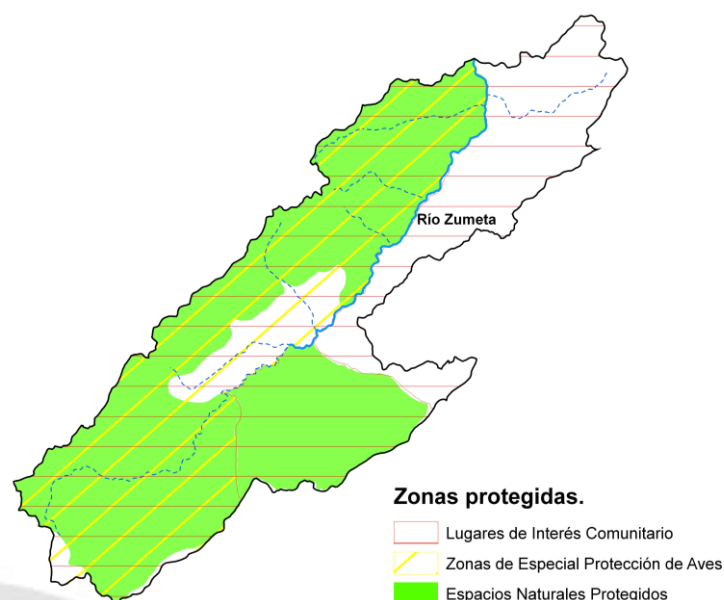 Río Zumeta
Zonas protegidas.
Lugares de Interés Comunitario
Zonas de Especial Protección de Aves
Espacios Naturales Protegidos